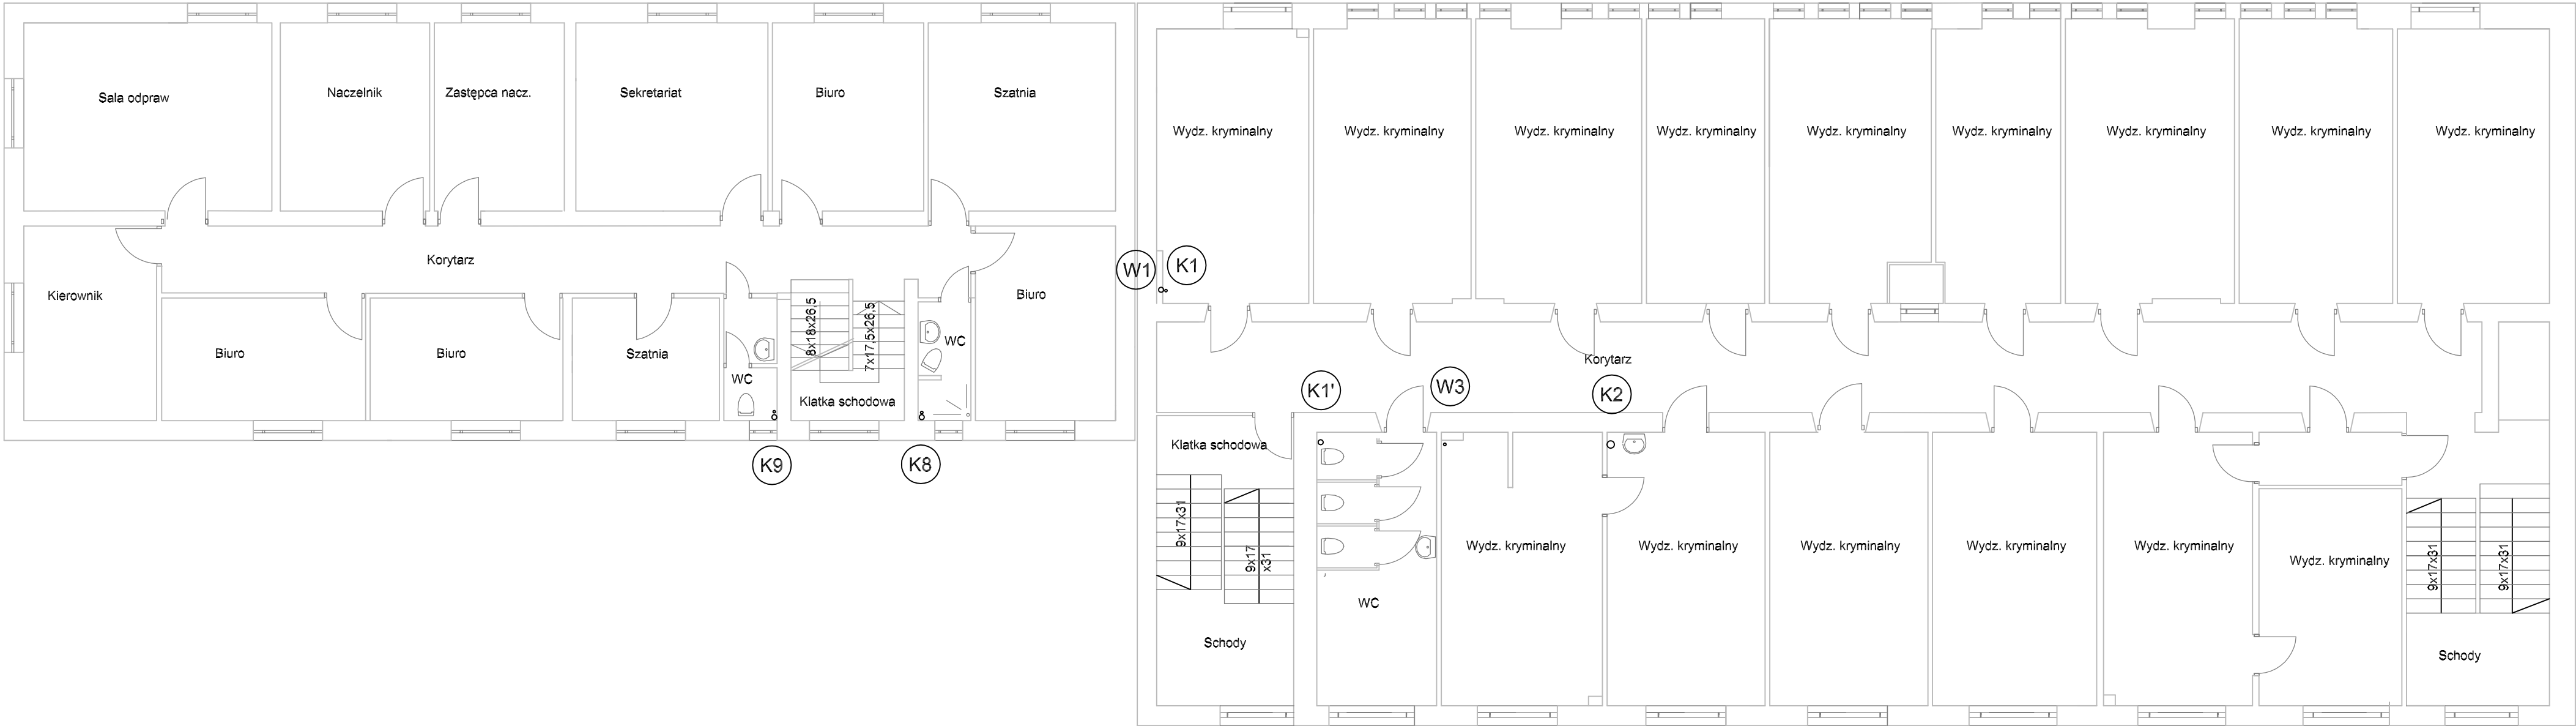 Sala odpraw
Naczelnik
Zastępca nacz.
Sekretariat
Biuro
Szatnia
Korytarz
Kierownik
Biuro
Biuro
Szatnia
WC
8x18x26,5
7x17,5x26,5
Klatka schodowa
WC
Biuro
K9
K8
W1
K1
Wydz. kryminalny
Wydz. kryminalny
Wydz. kryminalny
Wydz. kryminalny
Wydz. kryminalny
Wydz. kryminalny
Wydz. kryminalny
Wydz. kryminalny
Wydz. kryminalny
Korytarz
K1'
W3
K2
Klatka schodowa
9x17x31
9x17
x31
Schody
WC
Wydz. kryminalny
Wydz. kryminalny
Wydz. kryminalny
Wydz. kryminalny
Wydz. kryminalny
Wydz. kryminalny
9x17x31
9x17x31
Schody